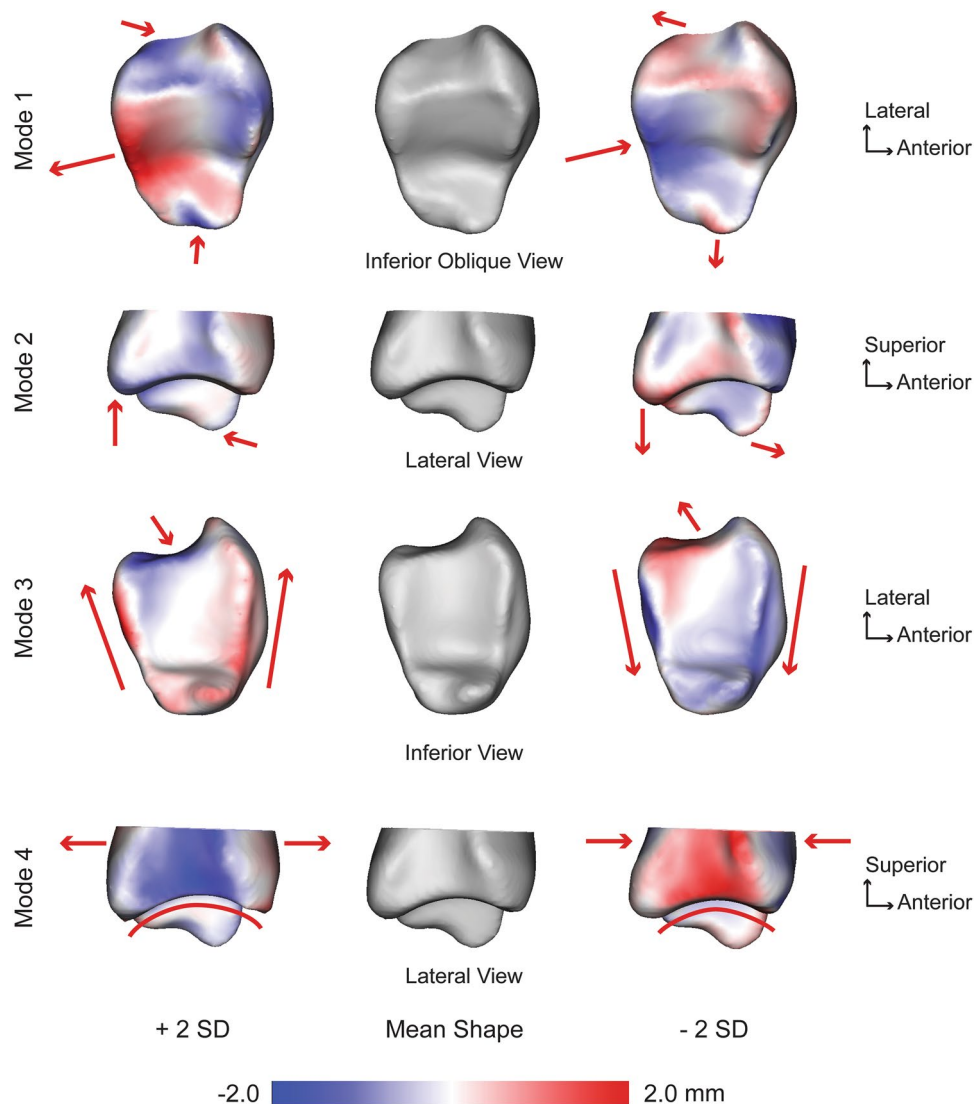 Mode 1
Lateral
Anterior
Inferior Oblique View
Mode 2
Superior
Anterior
Lateral View
Mode 3
Lateral
Anterior
Inferior View
Mode 4
Superior
Anterior
Lateral View
+ 2 SD
Mean Shape
- 2 SD
-2.0
2.0 mm